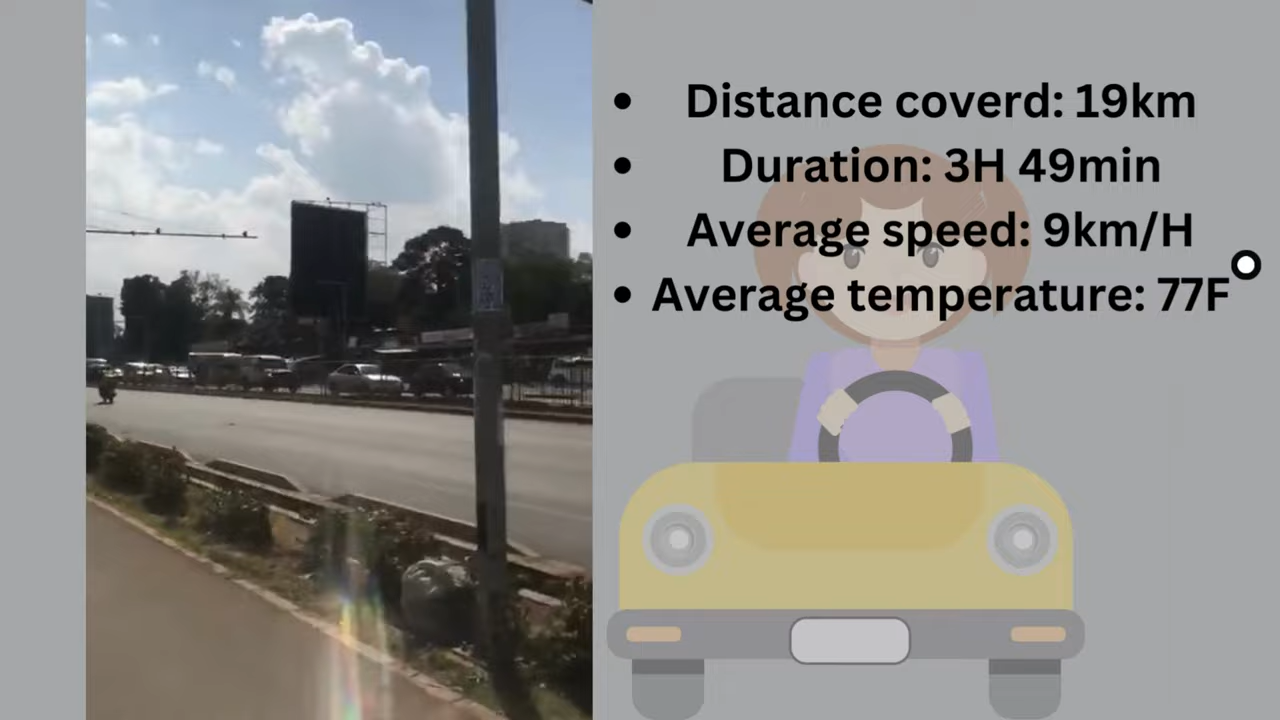 • Distance coverd: 19km
• Duration: 3H 49min
• Average speed: 9km/H
• Average temperature: 77F°